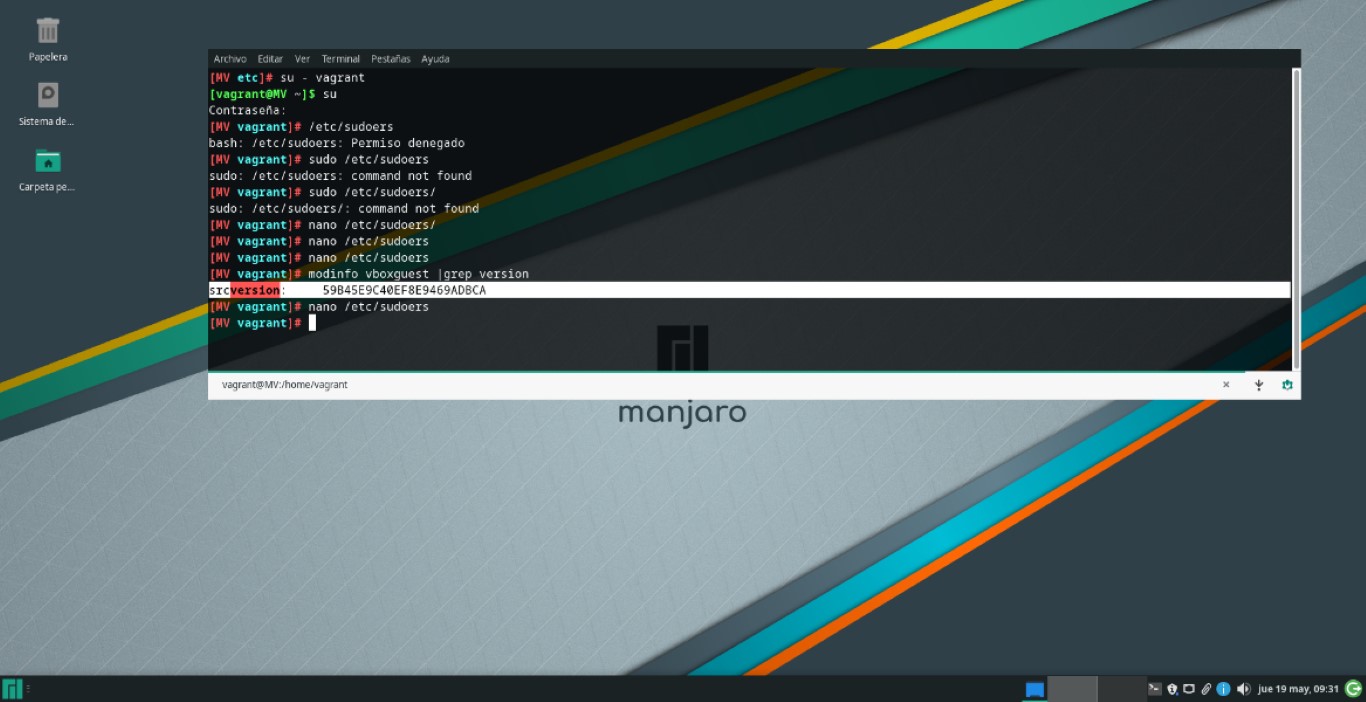 Papelera
Sistema de...
Carpeta pe...
Archivo Editar Ver Terminal Pestañas Ayuda
[MV etc]# su - vagrant
[vagrant@MV ~]$ su
Contraseña:
[MV vagrant]# /etc/sudoers
bash: /etc/sudoers: Permiso denegado
[MV vagrant]# sudo /etc/sudoers
sudo: /etc/sudoers: command not found
[MV vagrant]# sudo /etc/sudoers/
sudo: /etc/sudoers/: command not found
[MV vagrant]# nano /etc/sudoers/
[MV vagrant]# nano /etc/sudoers
[MV vagrant]# nano /etc/sudoers
[MV vagrant]# modinfo vboxguest |grep version
srcversion: 59B45E9C40EF8E9469ADBCA
[MV vagrant]# nano /etc/sudoers
[MV vagrant]#
vagrant@MV:/home/vagrant
manjaro
jue 19 may, 09:31